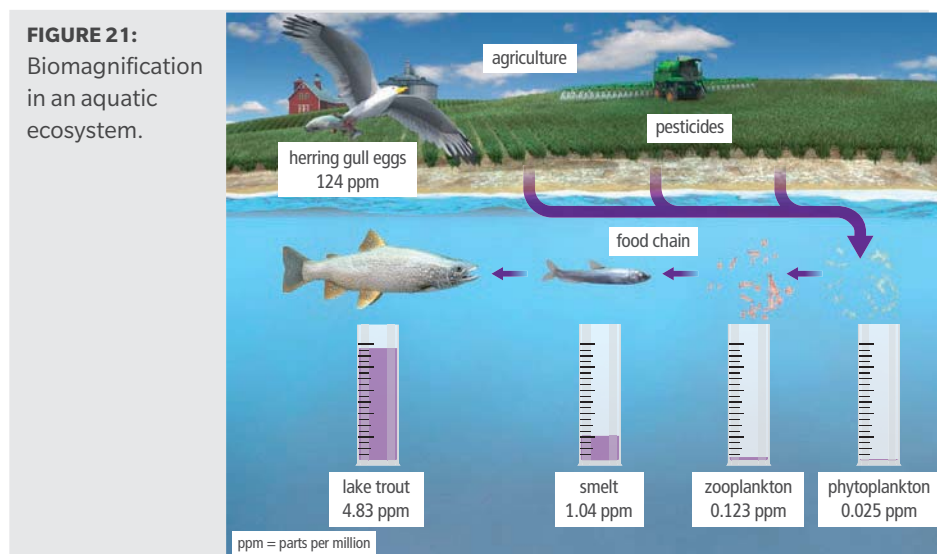 FIGURE 21:
Biomagnification
in an aquatic
ecosystem.
agriculture
pesticides
herring gull eggs
124 ppm
food chain
lake trout
4.83 ppm
smelt
1.04 ppm
zooplankton
0.123 ppm
phytoplankton
0.025 ppm
ppm = parts per million